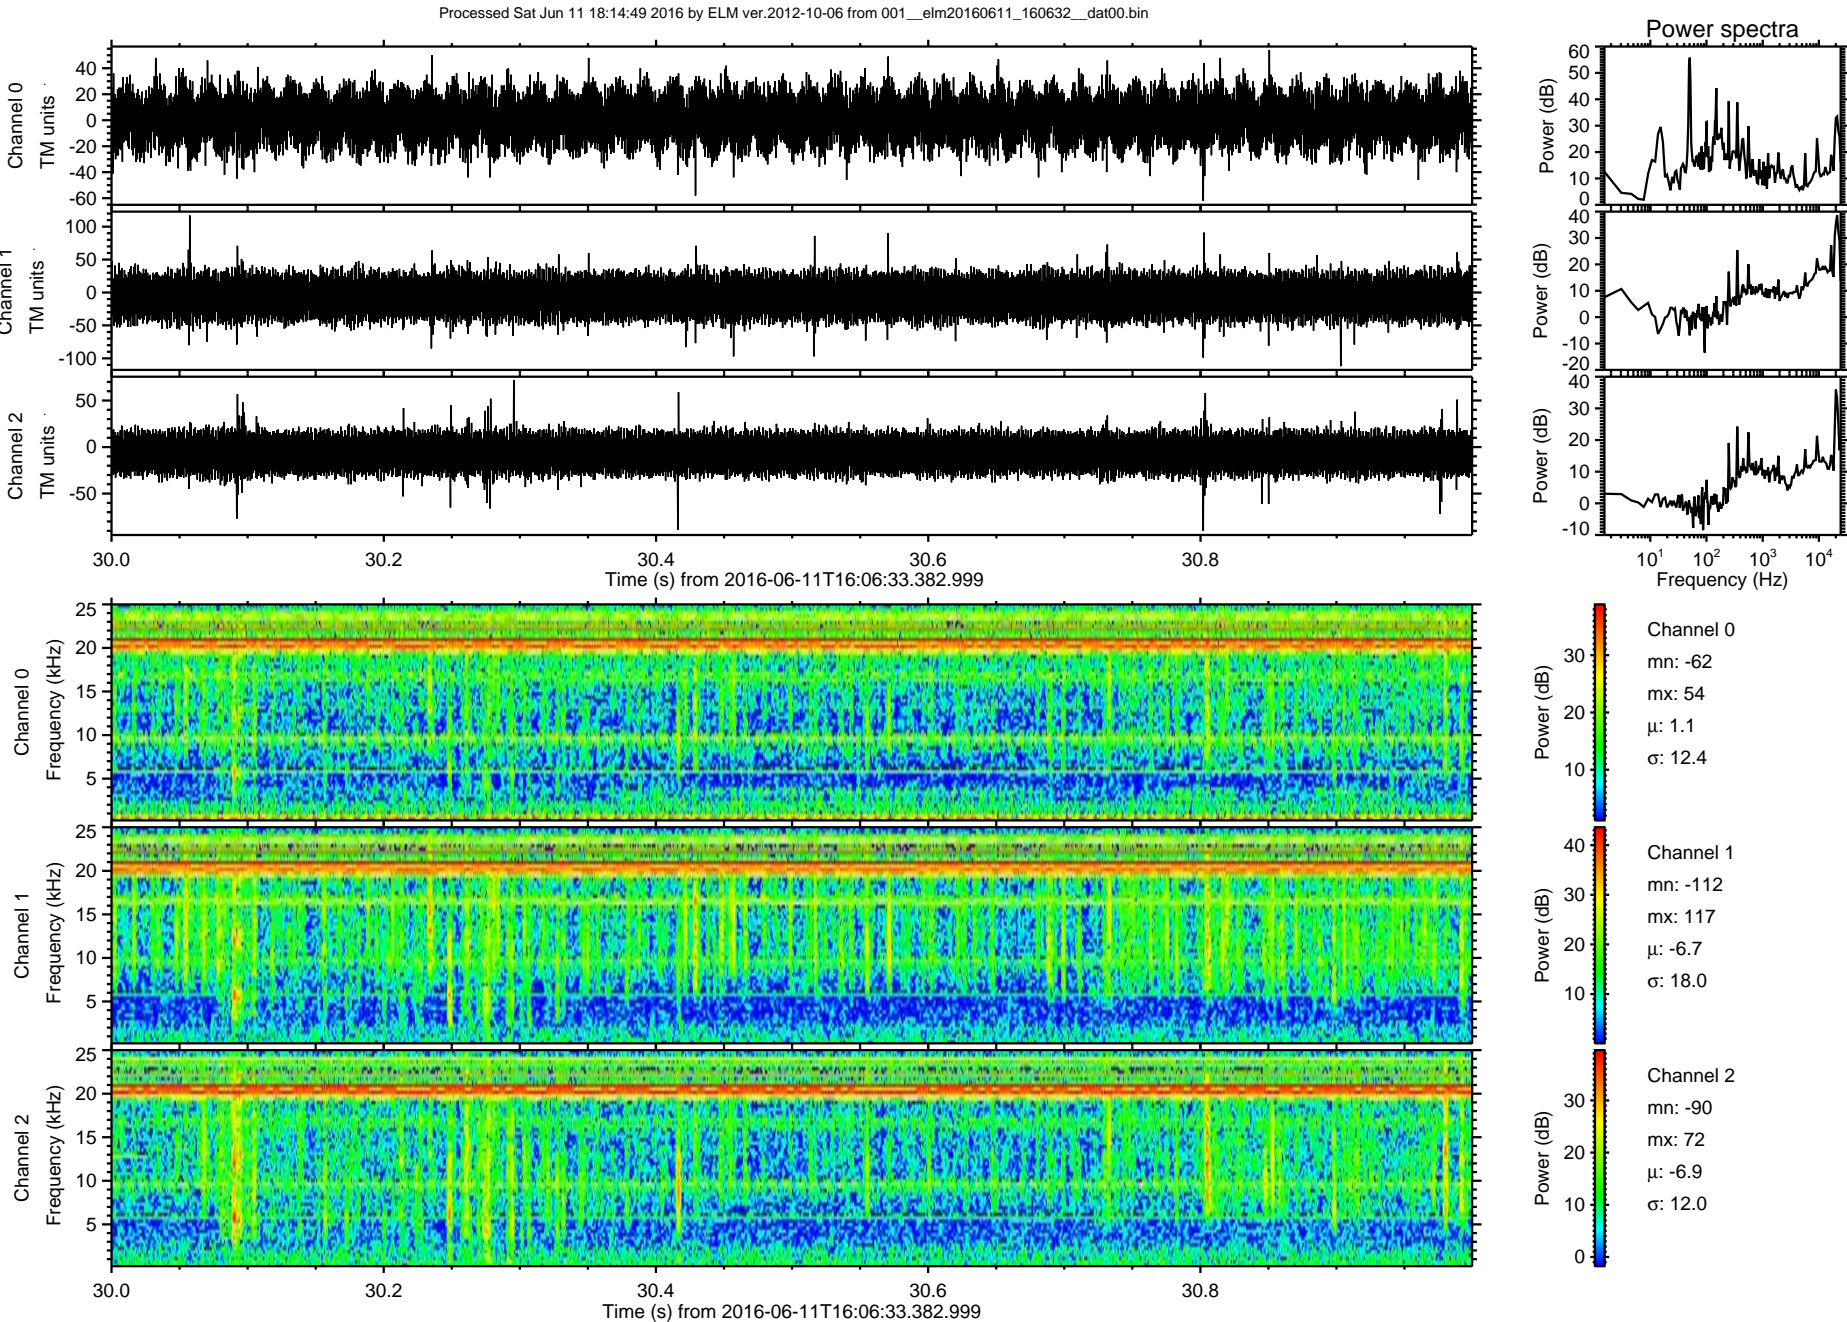 Processed Sat Jun 11 18:14:49 2016 by ELM ver.2012-10-06 from 001__elm20160611_160632__dat00.bin
Power spectra
Channel 0
TM units
40
20
0
-20
-40
-60
Power (dB)
60
50
40
30
20
10
0
Channel 1
TM units
100
50
0
-50
-100
Power (dB)
40
30
20
10
0
-10
-20
Channel 2
TM units
50
0
-50
Power (dB)
40
30
20
10
0
-10
30.0 30.2 30.4 30.6 30.8
Time (s) from 2016-06-11T16:06:33.382.999
10¹ 10² 10³ 10⁴
Frequency (Hz)
Channel 0
Frequency (kHz)
25
20
15
10
5
Power (dB)
30
20
10
Channel 0
mn: -62
mx: 54
μ: 1.1
σ: 12.4
Channel 1
Frequency (kHz)
25
20
15
10
5
Power (dB)
40
30
20
10
Channel 1
mn: -112
mx: 117
μ: -6.7
σ: 18.0
Channel 2
Frequency (kHz)
25
20
15
10
5
Power (dB)
30
20
10
0
Channel 2
mn: -90
mx: 72
μ: -6.9
σ: 12.0
30.0 30.2 30.4 30.6 30.8
Time (s) from 2016-06-11T16:06:33.382.999